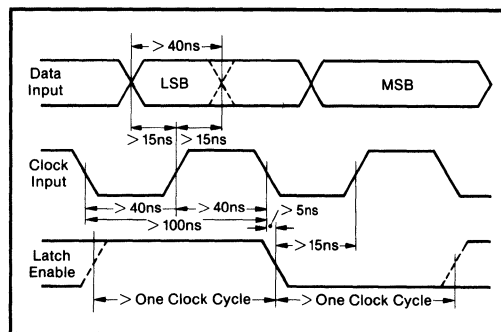 > 40ns
Data
Input
LSB
MSB
> 15ns > 15ns
Clock
Input
> 40ns > 40ns
> 5ns
> 100ns
> 15ns
Latch
Enable
> One Clock Cycle > One Clock Cycle